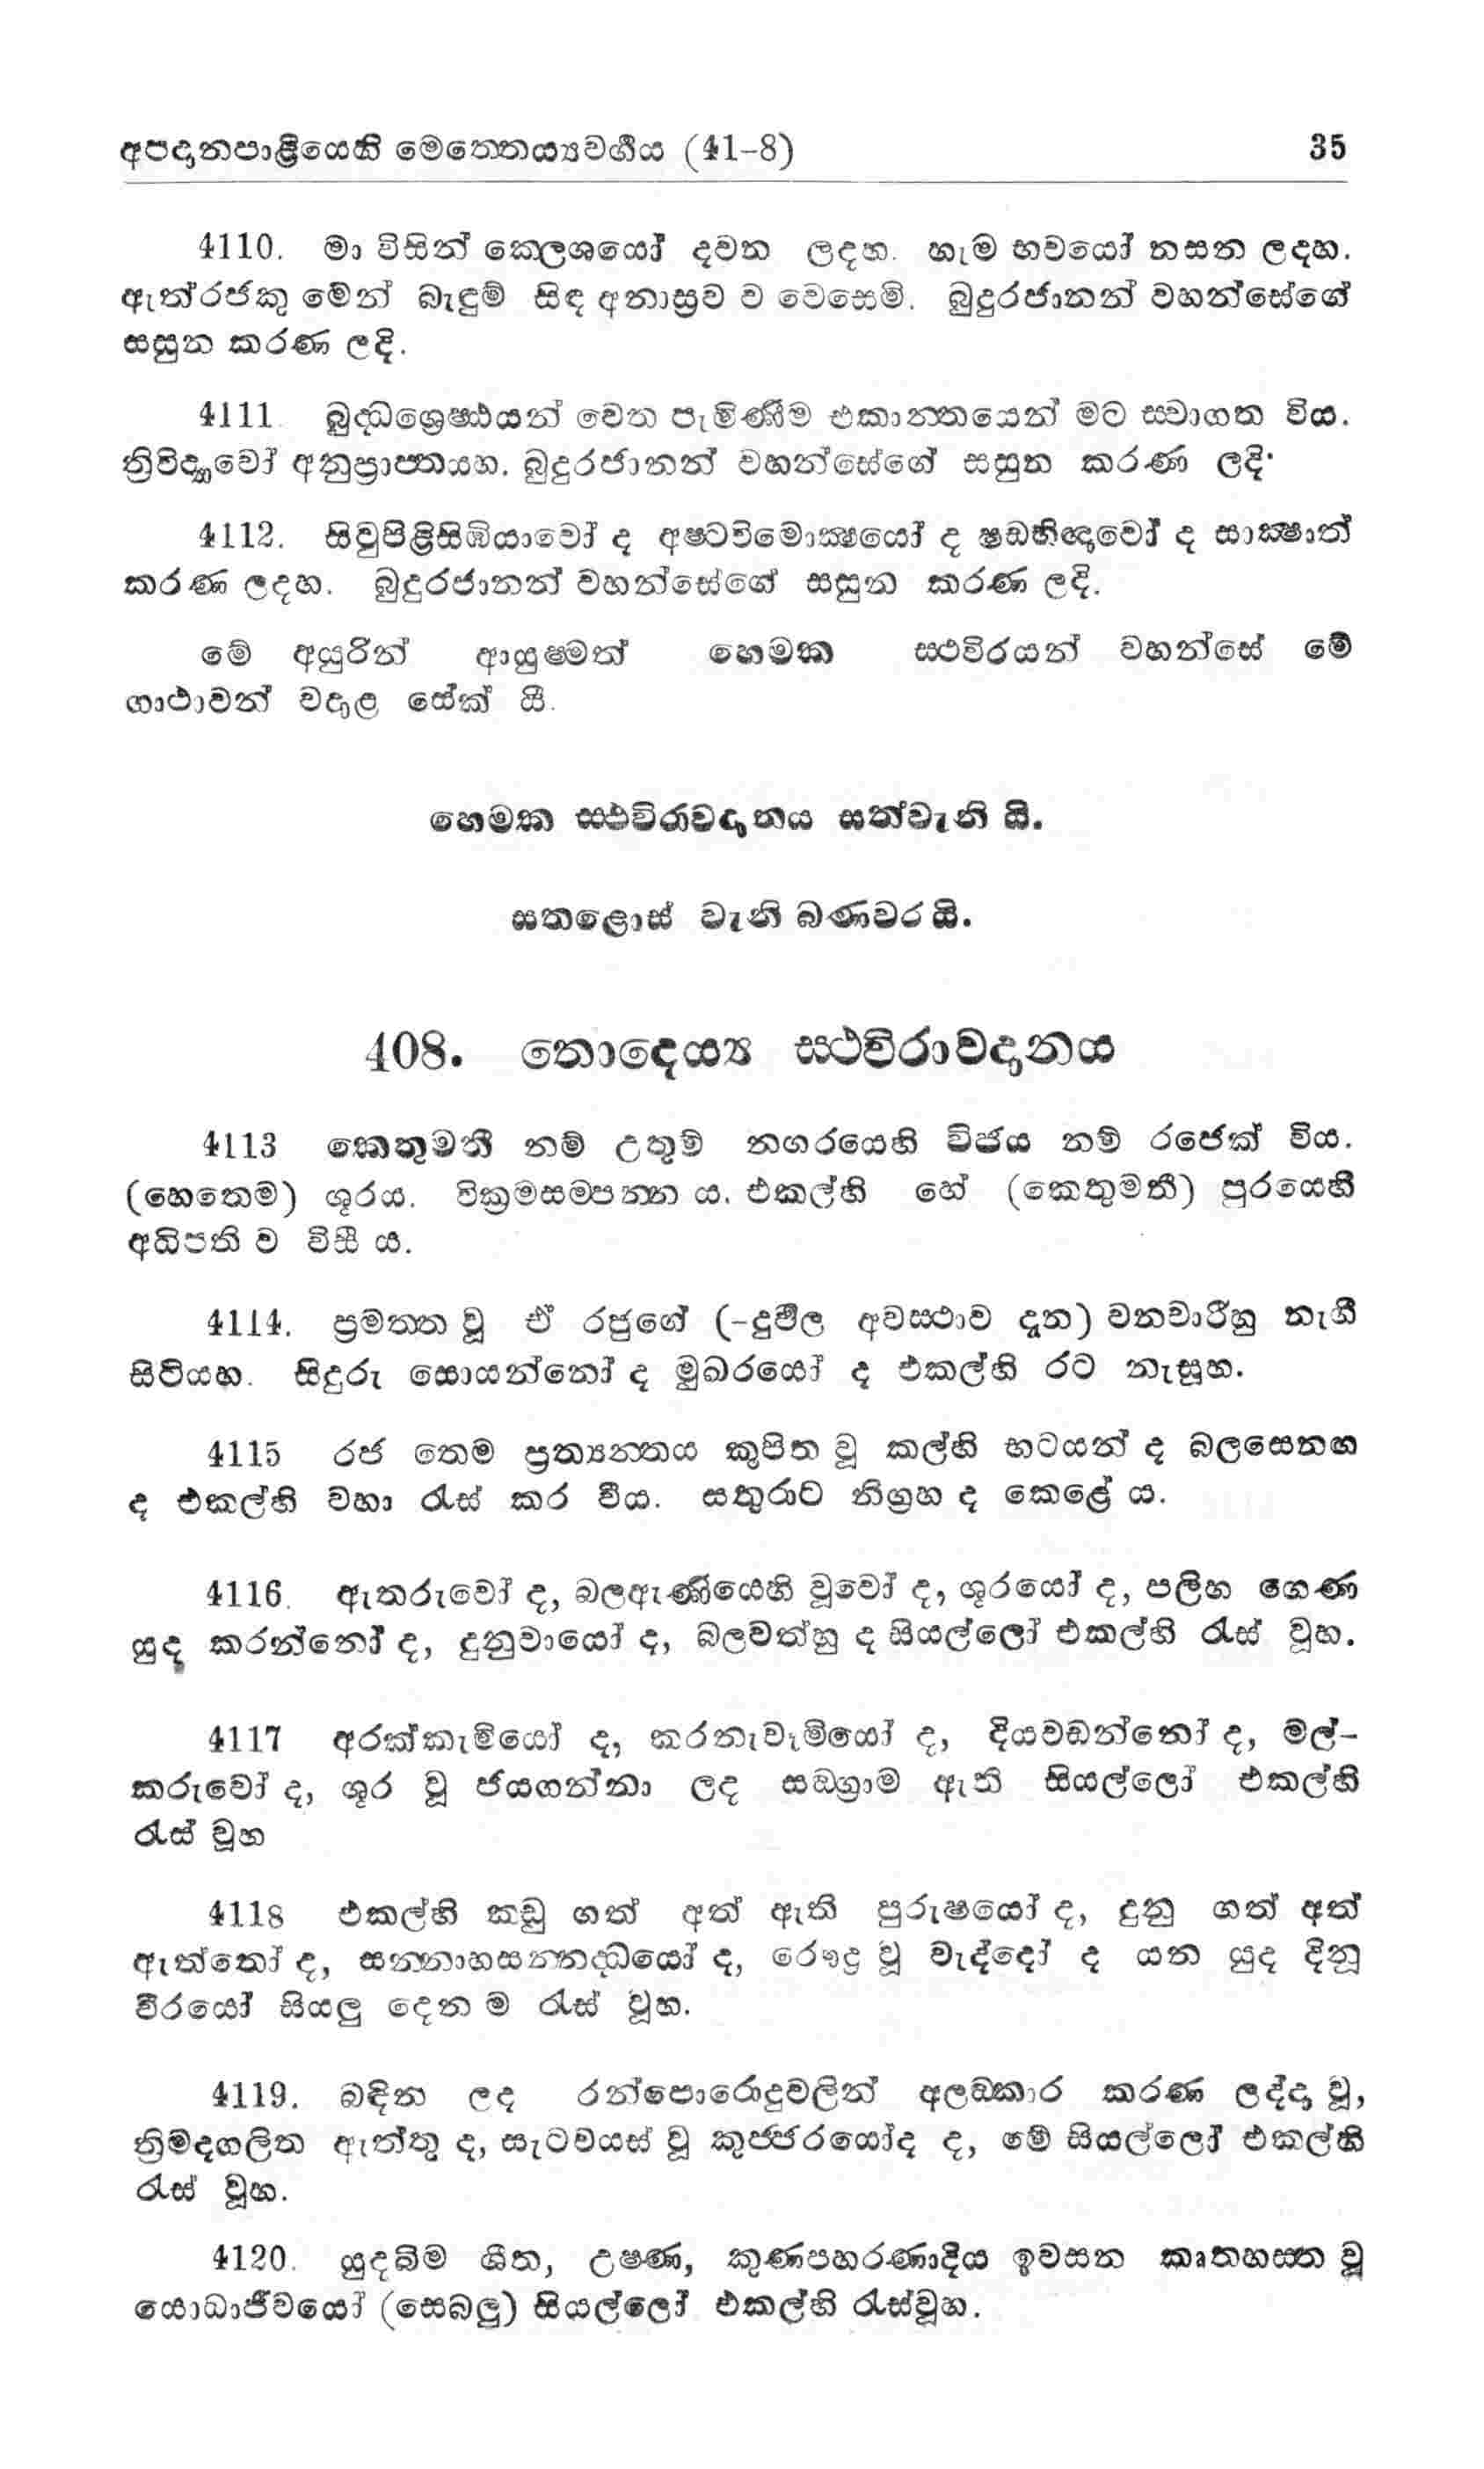 අපදානපාළියෙහි මෙත්තෙය්‍යවර්ගය (41-8) 35
4110. මා විසින් කෙලශයෝ දවන ලදහ. හැම භවයෝ නසන ලදහ.
ඇත්රජකු මෙන් බැඳුම් සිඳ අනාස්‍රව ව වෙසෙමි. බුදුරජානන් වහන්සේගේ
සසුන කරණ ලදි.
4111. බුද්ධශ්‍රෙෂ්ඨයන් වෙත පැමිණීම එකාන්තයෙන් මට ස්වාගත විය.
ත්‍රිවිද්‍යාවෝ අනුප්‍රාප්තයහ. බුදුරජානන් වහන්සේගේ සසුන කරණ ලදි.
4112. සිවුපිළිසිඹියාවෝ ද අෂ්ටවිමොක්‍ෂයෝ ද ෂඩභිඥාවෝ ද සාක්‍ෂාත්
කරණ ලදහ. බුදුරජානන් වහන්සේගේ සසුන කරණ ලදි.
මේ අයුරින් ආයුෂ්මත් හෙමක ස්ථවිරයන් වහන්සේ මේ
ගාථාවන් වදාළ සේක් යී.
හෙමක ස්ථවිරාවදානය සත්වැනි යි.
සතළොස් වැනි බණවර යි.
408. තොදෙය්‍ය ස්ථවිරාවදානය
4113 කෙතුමතී නම් උතුම් නගරයෙහි විජය නම් රජෙක් විය.
(හෙතෙම) ශූරය. වික්‍රමසම්පන්න ය. එකල්හි හේ (කෙතුමතී) පුරයෙහි
අධිපති ව විසී ය.
4114. ප්‍රමත්ත වූ ඒ රජුගේ (-දුෂීල අවස්ථාව දැන) වනචාරීහු නැගී
සිටියහ. සිදුරු සොයන්නෝ ද මුඛරයෝ ද එකල්හි රට නැසූහ.
4115 රජ තෙම ප්‍රත්‍යන්තය කුපිත වූ කල්හි භටයන් ද බලසෙනඟ
ද එකල්හි වහා රැස් කර වීය. සතුරාට නිග්‍රහ ද කෙළේ ය.
4116. ඇතරුවෝ ද, බලඇණියෙහි වූවෝ ද, ශූරයෝ ද, පලිහ ගෙණ
යුද කරන්නෝ ද, දුනුවායෝ ද, බලවත්හු ද සියල්ලෝ එකල්හි රැස් වූහ.
4117 අරක්කැමියෝ ද, කරනැවෑමියෝ ද, දියවඩන්නෝ ද, මල්-
කරුවෝ ද, ශූර වූ ජයගන්නා ලද සඞග්‍රාම ඇති සියල්ලෝ එකල්හි
රැස් වූහ
4118 එකල්හි කඩු ගත් අත් ඇති පුරුෂයෝ ද, දුනු ගත් අත්
ඇත්තෝ ද, සන්නාහසන්නද්ධයෝ ද, රෞද්‍ර වූ වැද්දෝ ද යන යුද දිනූ
වීරයෝ සියලු දෙන ම රැස් වූහ.
4119. බඳින ලද රන්පොරොදුවලින් අලඞ්කාර කරණ ලද්දා වූ,
ත්‍රිමදගලිත ඇත්තු ද, සැටවයස් වූ කුඤ්ජරයෝද ද, මේ සියල්ලෝ එකල්හි
රැස් වූහ.
4120. යුදබිම ශීත, උෂ්ණ, කුණපහරණාදිය ඉවසන කෘතහස්ත වූ
යොධාජීවයෝ (සෙබලු) සියල්ලෝ එකල්හි රැස්වූහ.